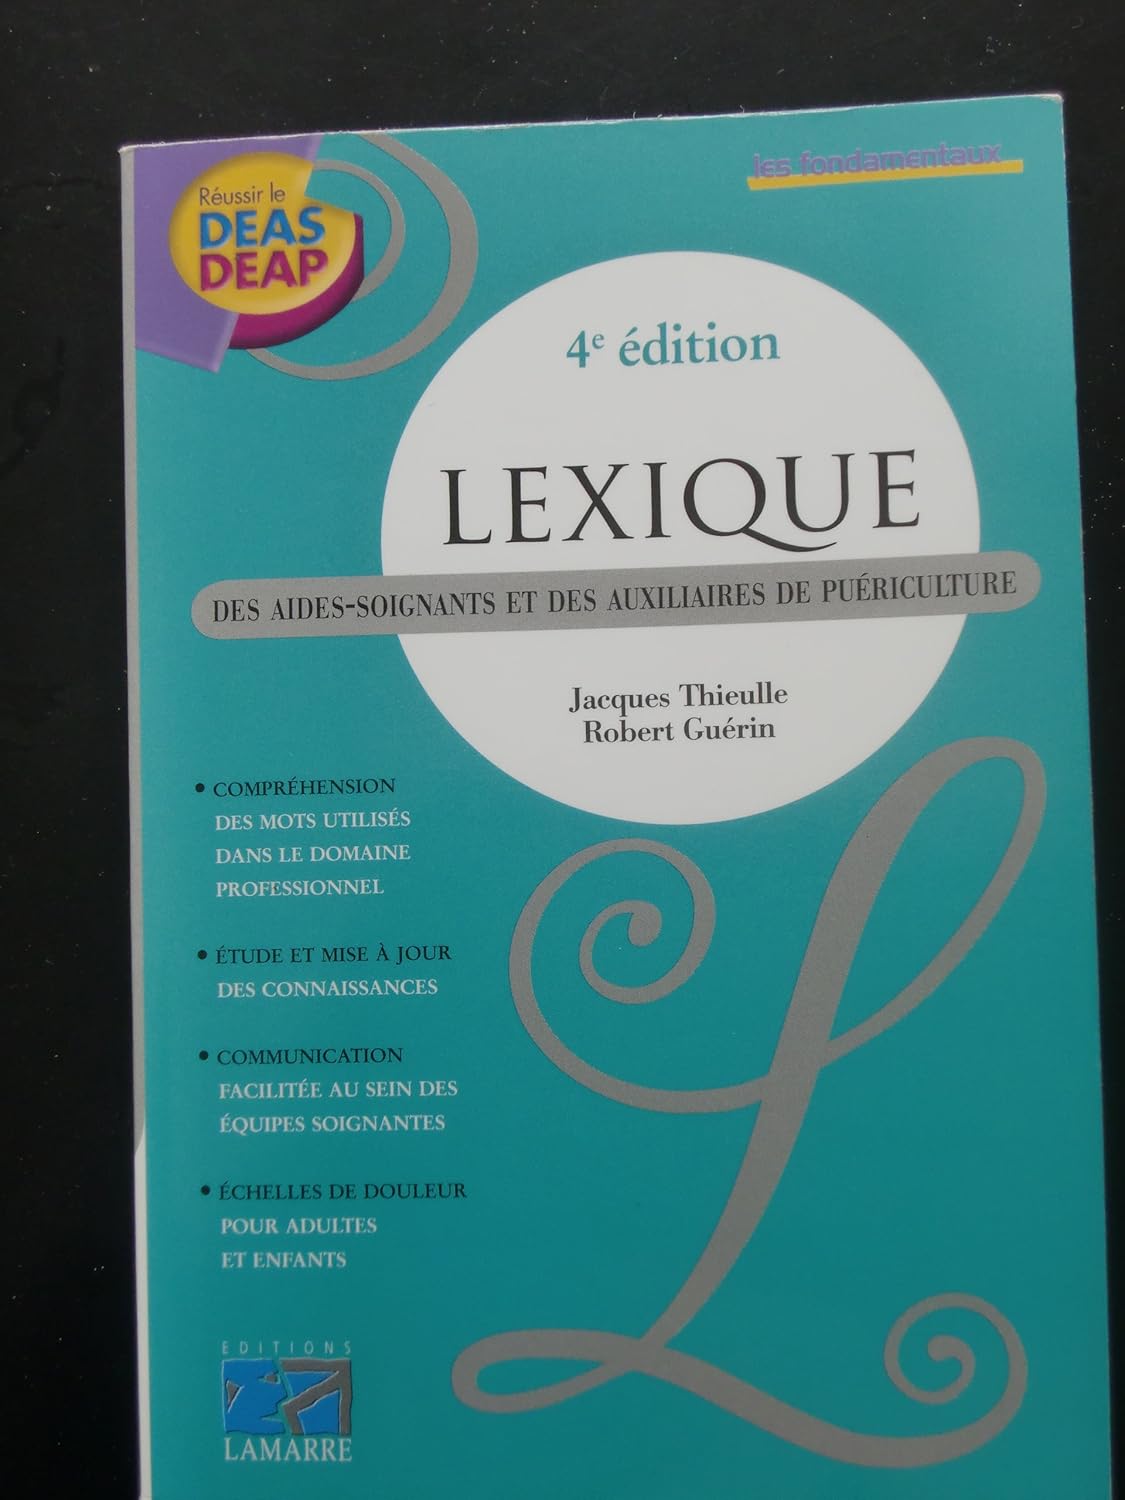 Réussir le
DEAS
DEAP
les fondamentaux
4e édition
LEXIQUE
DES AIDES-SOIGNANTS ET DES AUXILIAIRES DE PUÉRICULTURE
Jacques Thieulle
Robert Guérin
• COMPRÉHENSION
DES MOTS UTILISÉS
DANS LE DOMAINE
PROFESSIONNEL
• ÉTUDE ET MISE À JOUR
DES CONNAISSANCES
• COMMUNICATION
FACILITÉE AU SEIN DES
ÉQUIPES SOIGNANTES
• ÉCHELLES DE DOULEUR
POUR ADULTES
ET ENFANTS
EDITIONS
LAMARRE